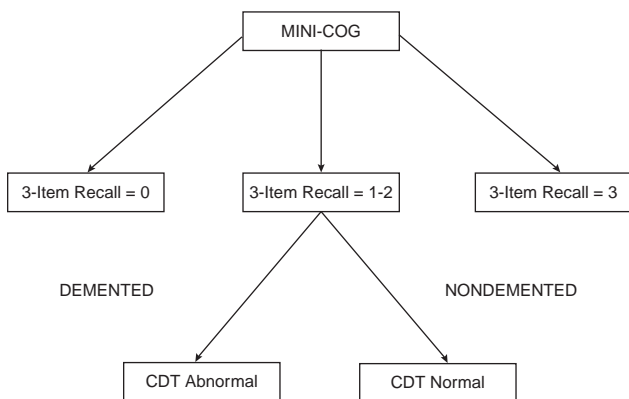 MINI-COG
3-Item Recall = 0
3-Item Recall = 1-2
3-Item Recall = 3
DEMENTED
NONDEMENTED
CDT Abnormal
CDT Normal